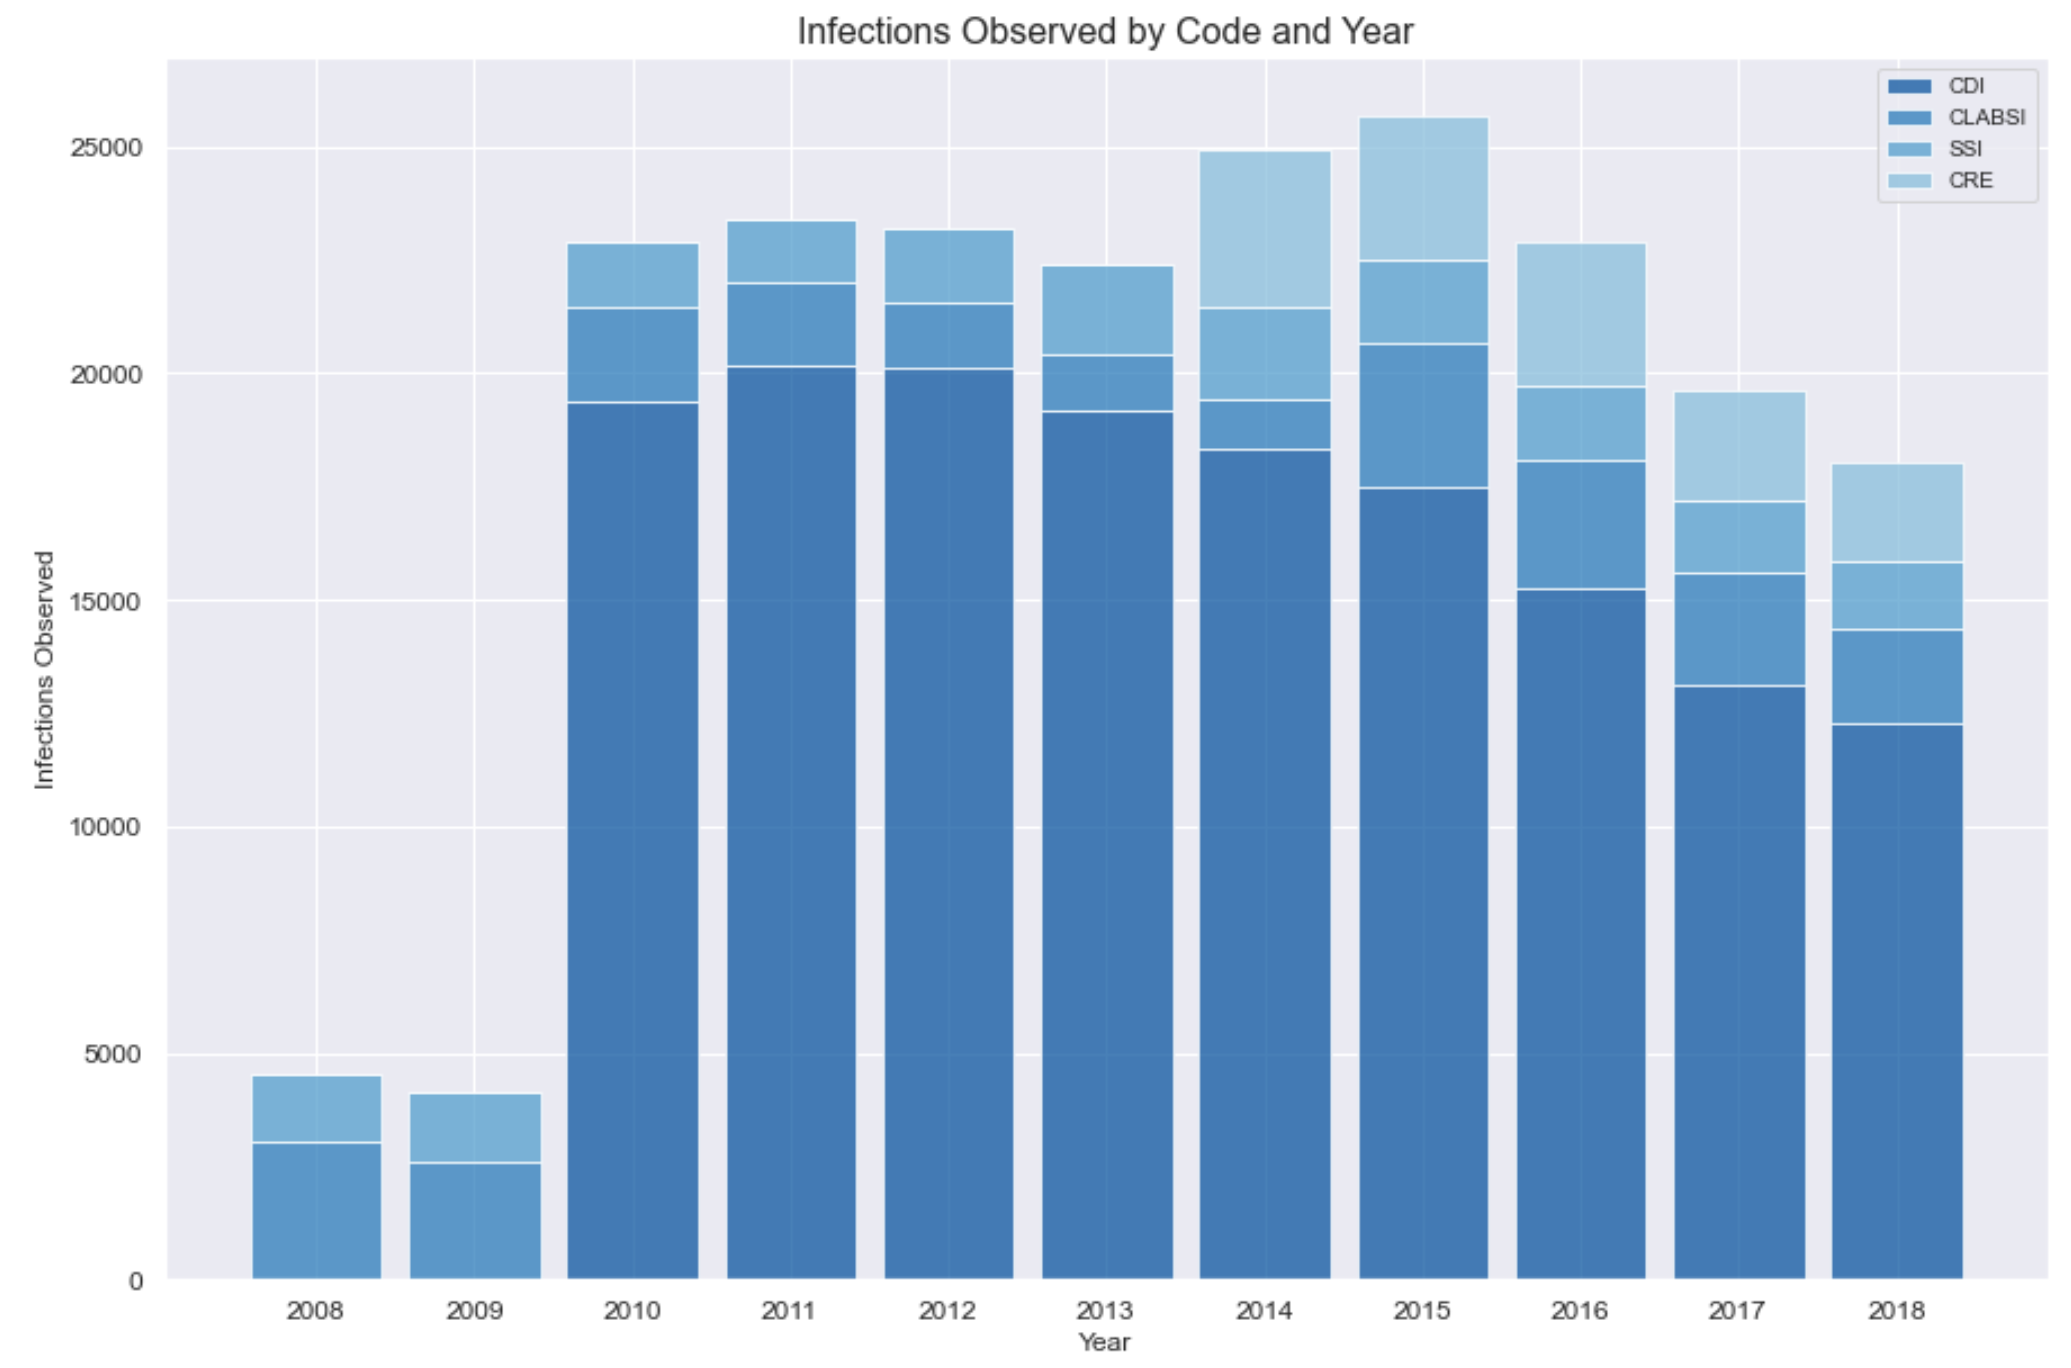 Infections Observed by Code and Year
CDI
CLABSI
SSI
CRE
Infections Observed
25000
20000
15000
10000
5000
0
2008 2009 2010 2011 2012 2013 2014 2015 2016 2017 2018
Year